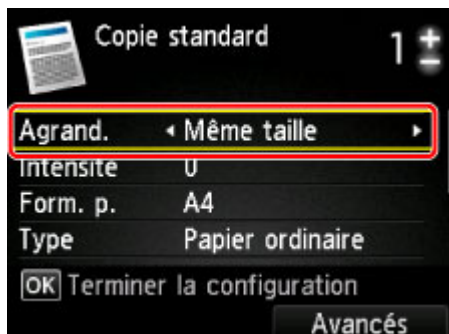 Copie standard 1
Agrand. Même taille
Intensité 0
Form. p. A4
Type Papier ordinaire
OK Terminer la configuration
Avancés